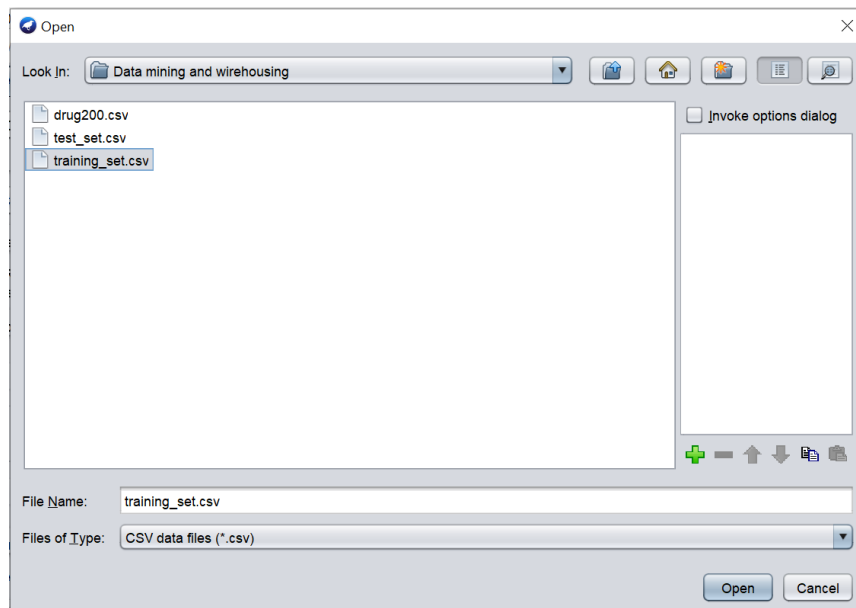 Open
Look In: Data mining and wirehousing
drug200.csv
test_set.csv
training_set.csv
Invoke options dialog
File Name: training_set.csv
Files of Type: CSV data files (*.csv)
Open Cancel